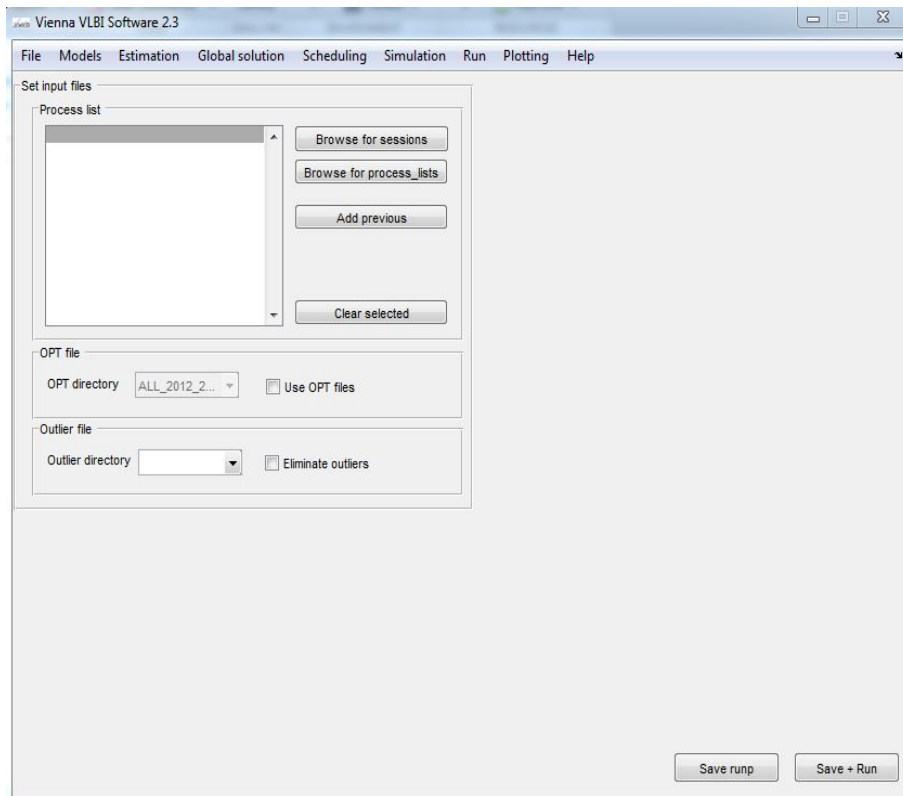 Vienna VLBI Software 2.3
File Models Estimation Global solution Scheduling Simulation Run Plotting Help
Set input files
Process list
Browse for sessions
Browse for process_lists
Add previous
Clear selected
OPT file
OPT directory ALL_2012_2... Use OPT files
Outlier file
Outlier directory Eliminate outliers
Save runp Save + Run